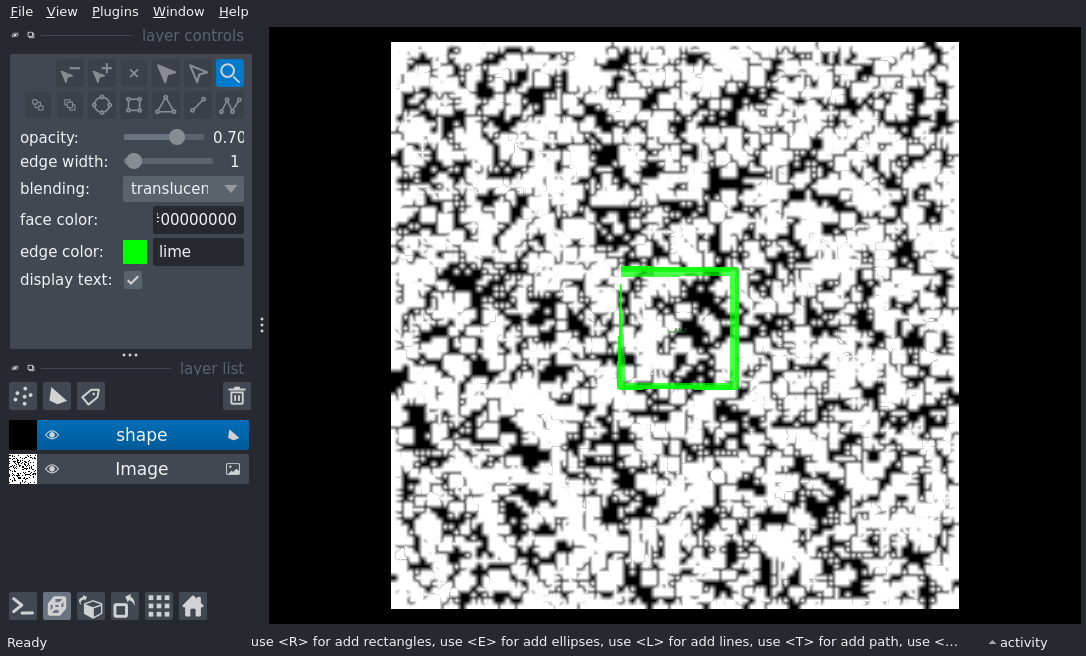 File View Plugins Window Help
layer controls
opacity: 0.70
edge width: 1
blending: translucen
face color: #00000000
edge color: lime
display text:
layer list
shape
Image
Ready use <R> for add rectangles, use <E> for add ellipses, use <L> for add lines, use <T> for add path, use <... activity